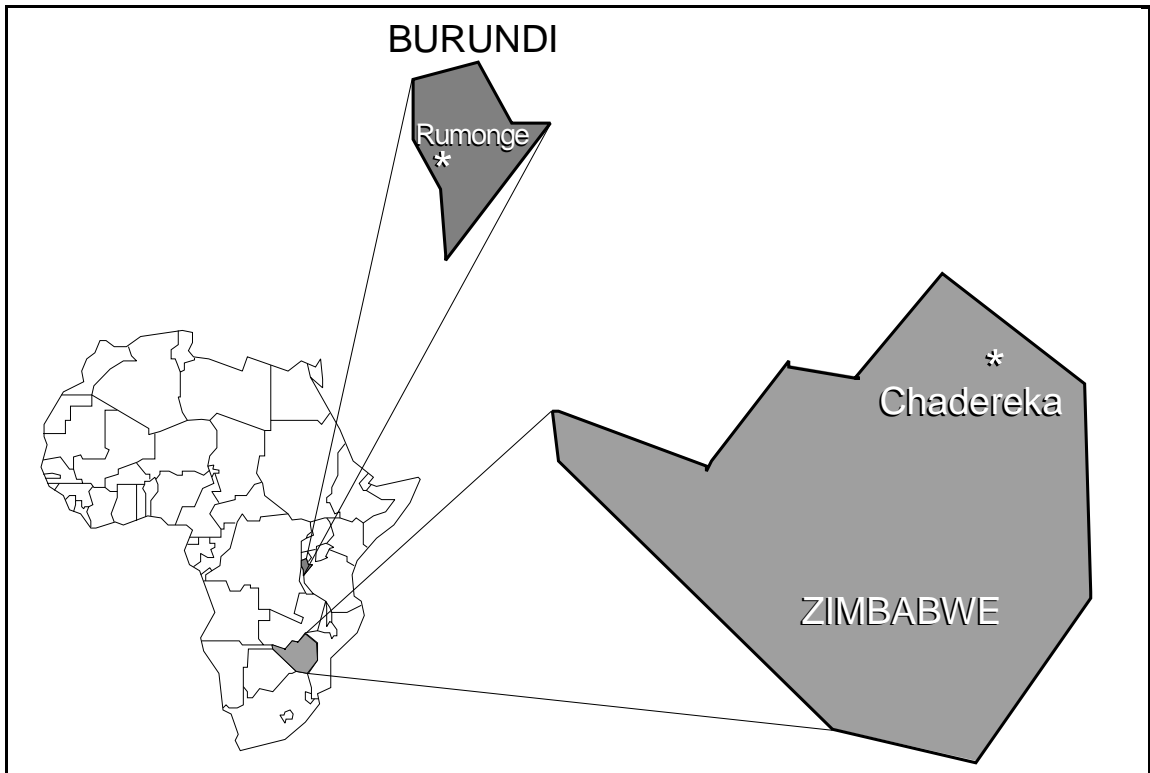 BURUNDI
Rumonge
*
*
Chadereka
ZIMBABWE